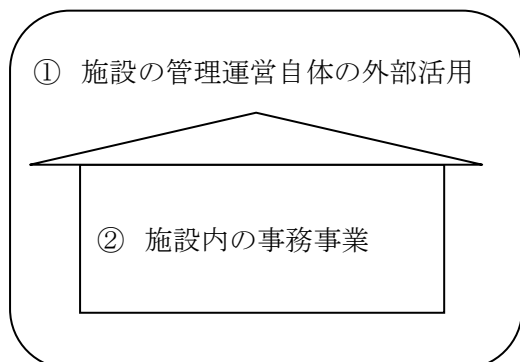 ① 施設の管理運営自体の外部活用
② 施設内の事務事業